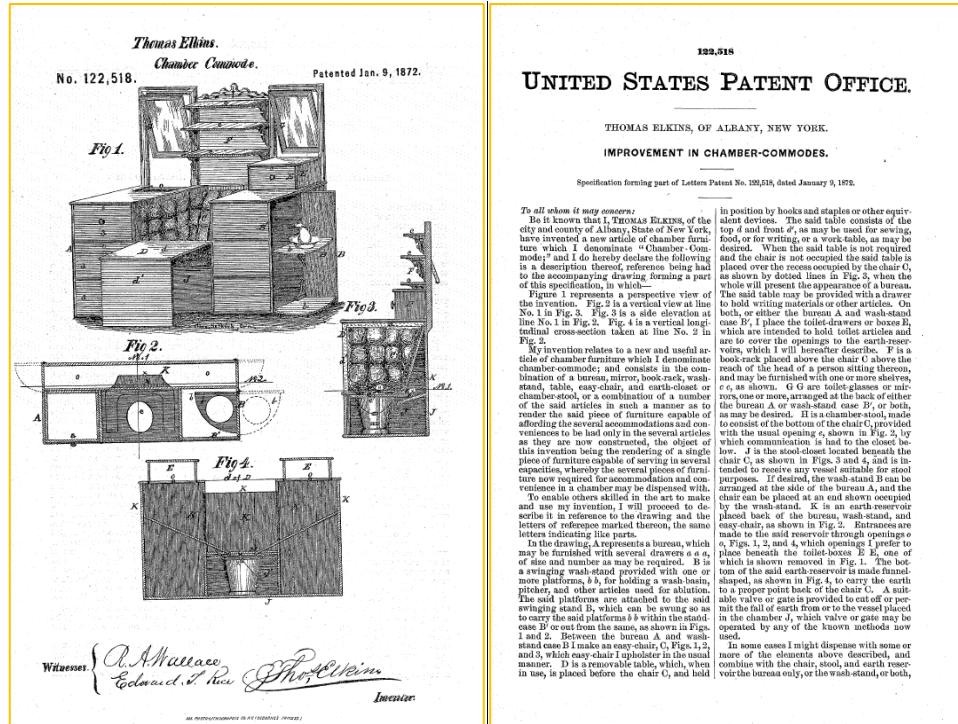 Thomas Elkins.
Chamber Commode.
No. 122,518.
Patented Jan. 9, 1872.
Fig 1.
Fig 2.
Fig 3.
Fig 4.
Witnesses.
R. A. Wallace
Edward T. Rice
Thos Elkins
Inventor.
122,518
UNITED STATES PATENT OFFICE.
THOMAS ELKINS, OF ALBANY, NEW YORK.
IMPROVEMENT IN CHAMBER-COMMODES.
Specification forming part of Letters Patent No. 122,518, dated January 9, 1872.
To all whom it may concern:
Be it known that I, THOMAS ELKINS, of the
city and county of Albany, State of New York,
have invented a new article of chamber furni-
ture which I denominate "Chamber-Com-
mode;" and I do hereby declare the following
is a description thereof, reference being had
to the accompanying drawing forming a part
of this specification, in which—
Figure 1 represents a perspective view of
the invention. Fig. 2 is a vertical view at line
No. 1 in Fig. 3. Fig. 3 is a side elevation at
line No. 1 in Fig. 2. Fig. 4 is a vertical longi-
tudinal cross-section taken at line No. 2 in
Fig. 2.
My invention relates to a new and useful ar-
ticle of chamber furniture which I denominate
chamber-commode; and consists in the com-
bination of a bureau, mirror, book-rack, wash-
stand, table, easy-chair, and earth-closet or
chamber-stool, or a combination of a number
of the said articles in such a manner as to
render the said piece of furniture capable of
affording the several accommodations and con-
veniences to be had only in the several articles
as they are now constructed, the object of
this invention being the rendering of a single
piece of furniture capable of serving in several
capacities, whereby the several pieces of furni-
ture now required for accommodation and con-
venience in a chamber may be dispensed with.
To enable others skilled in the art to make
and use my invention, I will proceed to de-
scribe it in reference to the drawing and the
letters of reference marked thereon, the same
letters indicating like parts.
In the drawing, A represents a bureau, which
may be furnished with several drawers a a a,
of size and number as may be required. B is
a swinging wash-stand provided with one or
more platforms, b b, for holding a wash-basin,
pitcher, and other articles used for ablution.
The said platforms are attached to the said
swinging stand B, which can be swung so as
to carry the said platforms b b within the stand-
case B' or out from the same, as shown in Figs.
1 and 2. Between the bureau A and wash-
stand case B I make an easy-chair, C, Figs. 1, 2,
and 3, which easy-chair I upholster in the usual
manner. D is a removable table, which, when
in use, is placed before the chair C, and held
in position by hooks and staples or other equiv-
alent devices. The said table consists of the
top d and front d', as may be used for sewing,
food, or for writing, or a work-table, as may be
desired. When the said table is not required
and the chair is not occupied the said table is
placed over the recess occupied by the chair C,
as shown by dotted lines in Fig. 3, when the
whole will present the appearance of a bureau.
The said table may be provided with a drawer
to hold writing materials or other articles. On
both, or either the bureau A and wash-stand
case B', I place the toilet-drawers or boxes E,
which are intended to hold toilet articles and
are to cover the openings to the earth-reser-
voirs, which I will hereafter describe. F is a
book-rack placed above the chair C above the
reach of the head of a person sitting thereon,
and may be furnished with one or more shelves,
c c, as shown. G G are toilet-glasses or mir-
rors, one or more, arranged at the back of either
the bureau A or wash-stand case B', or both,
as may be desired. H is a chamber-stool, made
to consist of the bottom of the chair C, provided
with the usual opening e, shown in Fig. 2, by
which communication is had to the closet be-
low. J is the stool-closet located beneath the
chair C, as shown in Figs. 3 and 4, and is in-
tended to receive any vessel suitable for stool
purposes. If desired, the wash-stand B can be
arranged at the side of the bureau A, and the
chair can be placed at an end shown occupied
by the wash-stand. K is an earth-reservoir
placed back of the bureau, wash-stand, and
easy-chair, as shown in Fig. 2. Entrances are
made to the said reservoir through openings o
o, Figs. 1, 2, and 4, which openings I prefer to
place beneath the toilet-boxes E E, one of
which is shown removed in Fig. 1. The bot-
tom of the said earth-reservoir is made funnel-
shaped, as shown in Fig. 4, to carry the earth
to a proper point back of the chair C. A suit-
able valve or gate is provided to cut off or per-
mit the fall of earth from or to the vessel placed
in the chamber J, which valve or gate may be
operated by any of the known methods now
used.
In some cases I might dispense with some or
more of the elements above described, and
combine with the chair, stool, and earth reser-
voir the bureau only, or the wash-stand, or both,